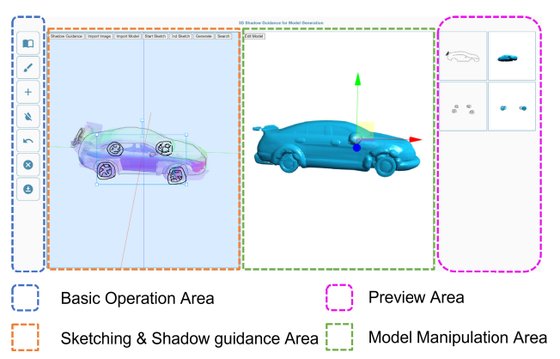 3D Shadow Guidance for Model Generation
Shadow Guidance Import Image Import Model Start Sketch 2nd Sketch Generate Search
Edit Model
Basic Operation Area
Preview Area
Sketching & Shadow guidance Area
Model Manipulation Area